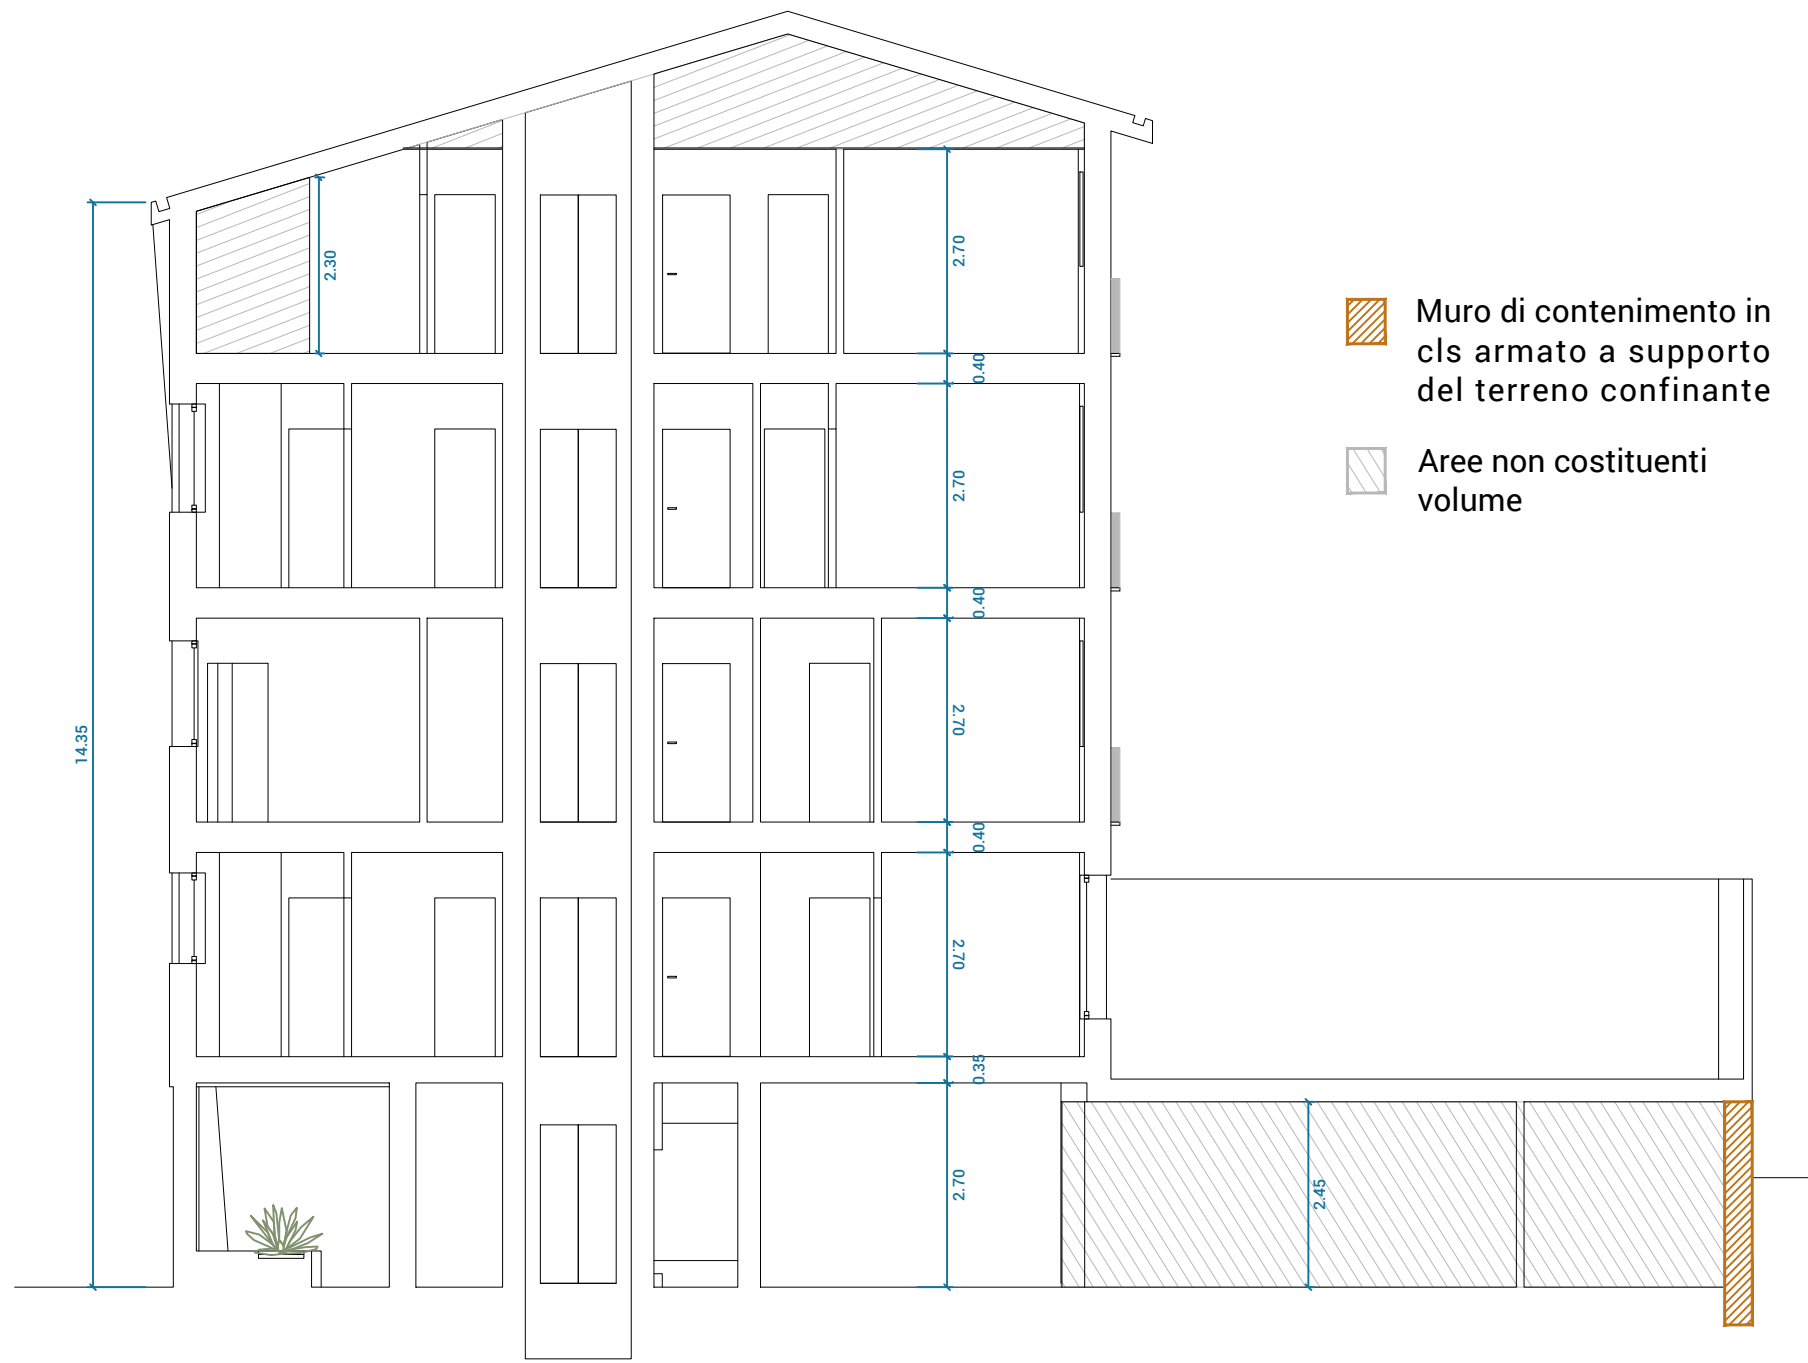 2.30
2.70
0.40
2.70
0.40
2.70
0.40
2.70
0.35
2.70
2.45
14.35
Muro di contenimento in
cls armato a supporto
del terreno confinante
Aree non costituenti
volume